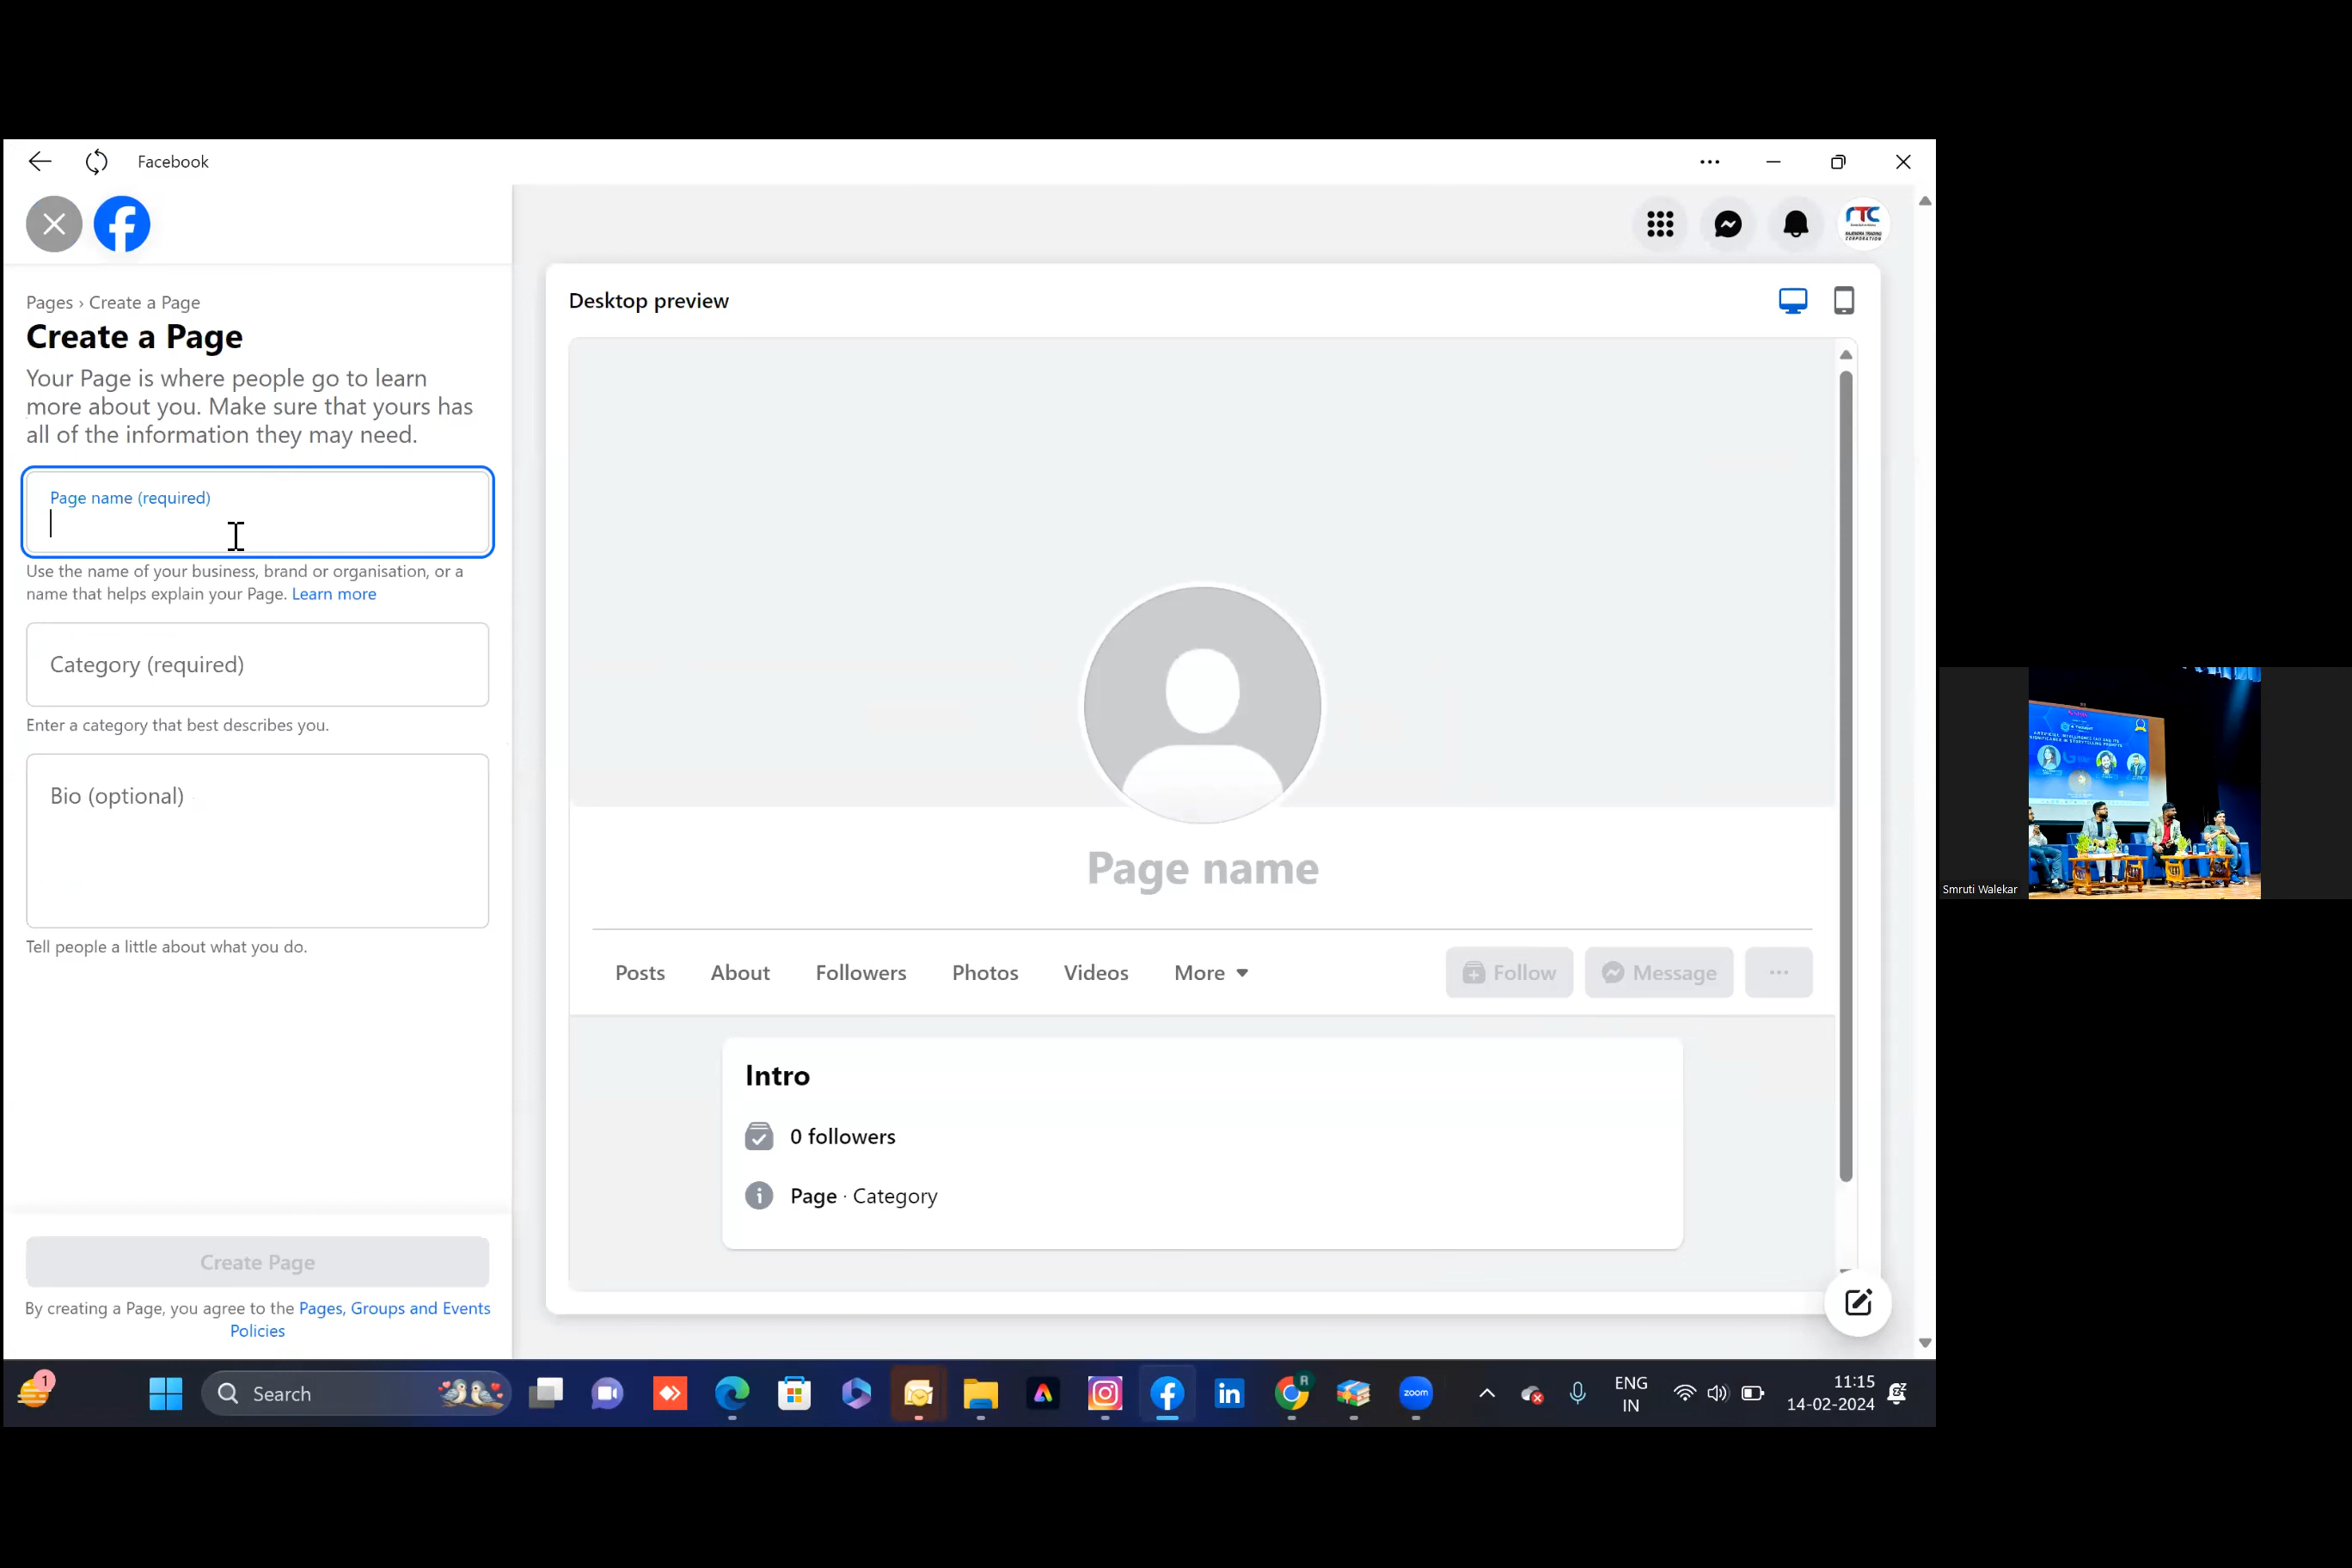 Facebook
Pages › Create a Page
Create a Page
Your Page is where people go to learn
more about you. Make sure that yours has
all of the information they may need.
Page name (required)
Use the name of your business, brand or organisation, or a
name that helps explain your Page. Learn more
Category (required)
Enter a category that best describes you.
Bio (optional)
Tell people a little about what you do.
Create Page
By creating a Page, you agree to the Pages, Groups and Events
Policies
rtc
Desktop preview
Page name
Posts About Followers Photos Videos More Follow Message
Intro
0 followers
Page · Category
Smruti Walekar
1
Search
zoom
R
ENG
IN
11:15
14-02-2024